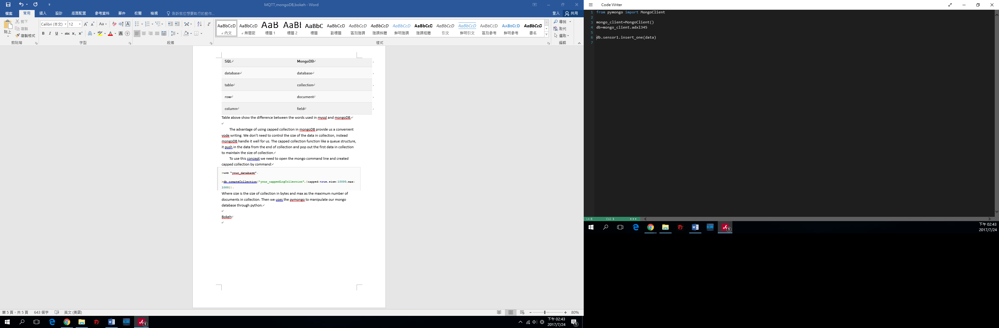 MQTT,mongoDB,bokeh - Word
檔案 常用 插入 設計 版面配置 參考資料 郵件 校閱 檢視 告訴我您想要執行的動作... 登入 共用
貼上
剪下
複製
複製格式
剪貼簿
Calibri (本文) 12
字型
段落
AaBbCcD AaBbCcD AaB AaBl AaBbC AaBbCcD AaBbCcD AaBbCcD AaBbCcD AaBbCcD AaBbCcD AaBbCcD AaBbCcD AaBbCcD AaBbCcD
內文 無間距 標題 1 標題 2 標題 副標題 區別強調 強調斜體 鮮明強調 強調粗體 引文 鮮明引文 區別參考 鮮明參考 書名
樣式
尋找
取代
選取
編輯
SQL MongoDB
database database
table collection
row document
column field
Table above show the difference between the words used in mysql and mongoDB.
The advantage of using capped collection in mongoDB provide us a convenient
vode writing. We don’t need to control the size of the data in collection, instead
mongoDB handle it well for us. The capped collection function like a queue structure,
it push in the data from the end of collection and pop out the first data in collection
to maintain the size of collection.
To use this concept we need to open the mongo command line and created
capped collection by command:
>use “your_database”
>db.createCollection("your_cappedLogCollection",{capped:true,size:10000,max:
1000})
Where size is the size of collection in bytes and max as the maximum number of
documents in collection. Then we uses the pymongo to manipulate our mongo
database through python.
Bokeh
第 5 頁，共 5 頁 643 個字 英文 (美國) 80%
下午 02:43
2017/7/24
Code Writer
1 from pymongo import MongoClient
2
3 mongo_client=MongoClient()
4 db=mongo_client.adxl345
5
6 db.sensor1.insert_one(data)
7
Ln 6 Col 1
下午 02:43
2017/7/24